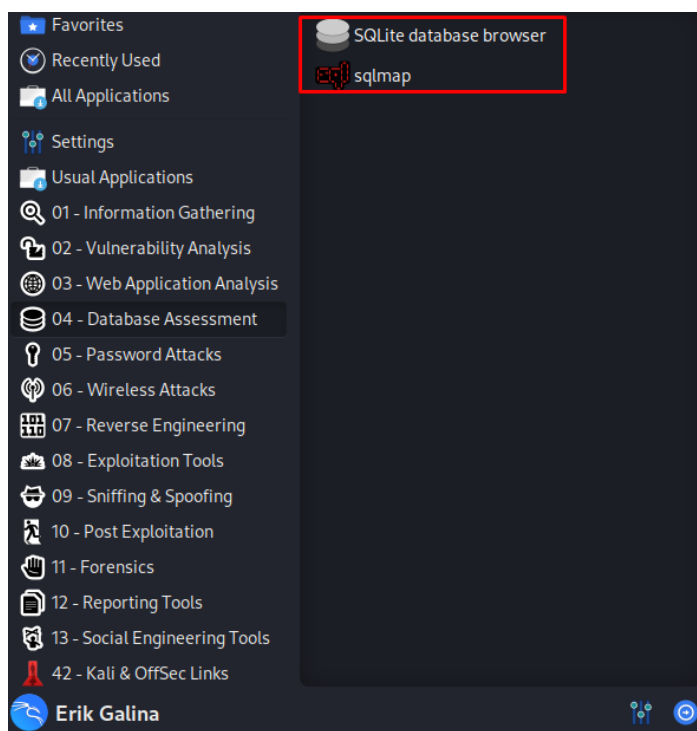 Favorites
Recently Used
All Applications
Settings
Usual Applications
01 - Information Gathering
02 - Vulnerability Analysis
03 - Web Application Analysis
04 - Database Assessment
05 - Password Attacks
06 - Wireless Attacks
07 - Reverse Engineering
08 - Exploitation Tools
09 - Sniffing & Spoofing
10 - Post Exploitation
11 - Forensics
12 - Reporting Tools
13 - Social Engineering Tools
42 - Kali & OffSec Links
SQLite database browser
sqlmap
Erik Galina